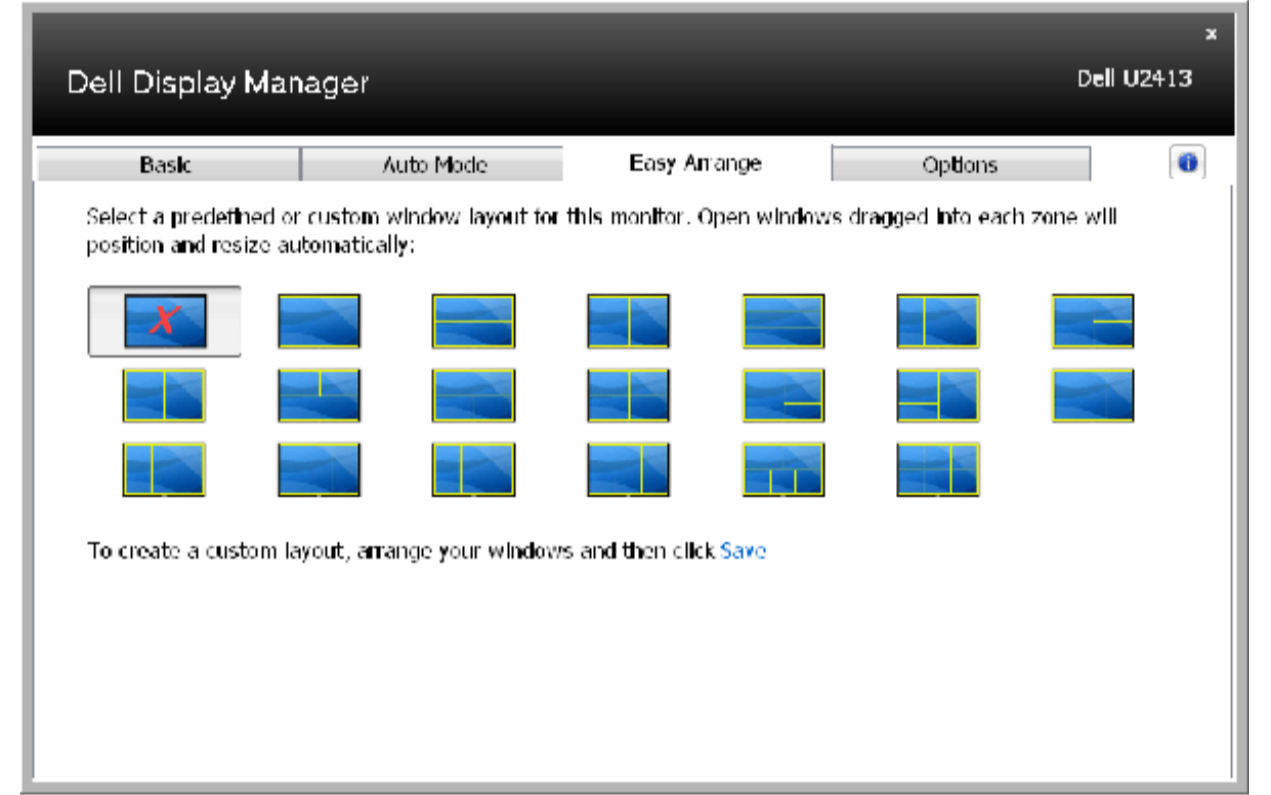 x
Dell Display Manager
Dell U2413
Basic
Auto Mode
Easy Arrange
Options
Select a predefined or custom window layout for this monitor. Open windows dragged into each zone will
position and resize automatically:
To create a custom layout, arrange your windows and then click Save